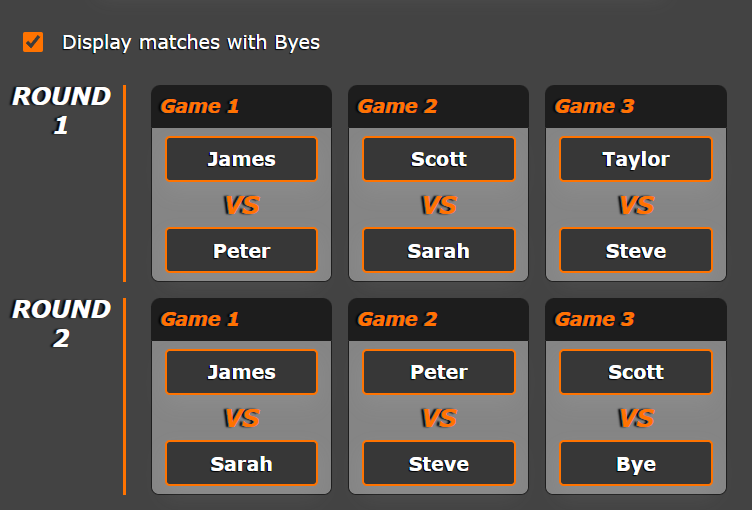 Display matches with Byes
ROUND
1
Game 1
James
VS
Peter
Game 2
Scott
VS
Sarah
Game 3
Taylor
VS
Steve
ROUND
2
Game 1
James
VS
Sarah
Game 2
Peter
VS
Steve
Game 3
Scott
VS
Bye